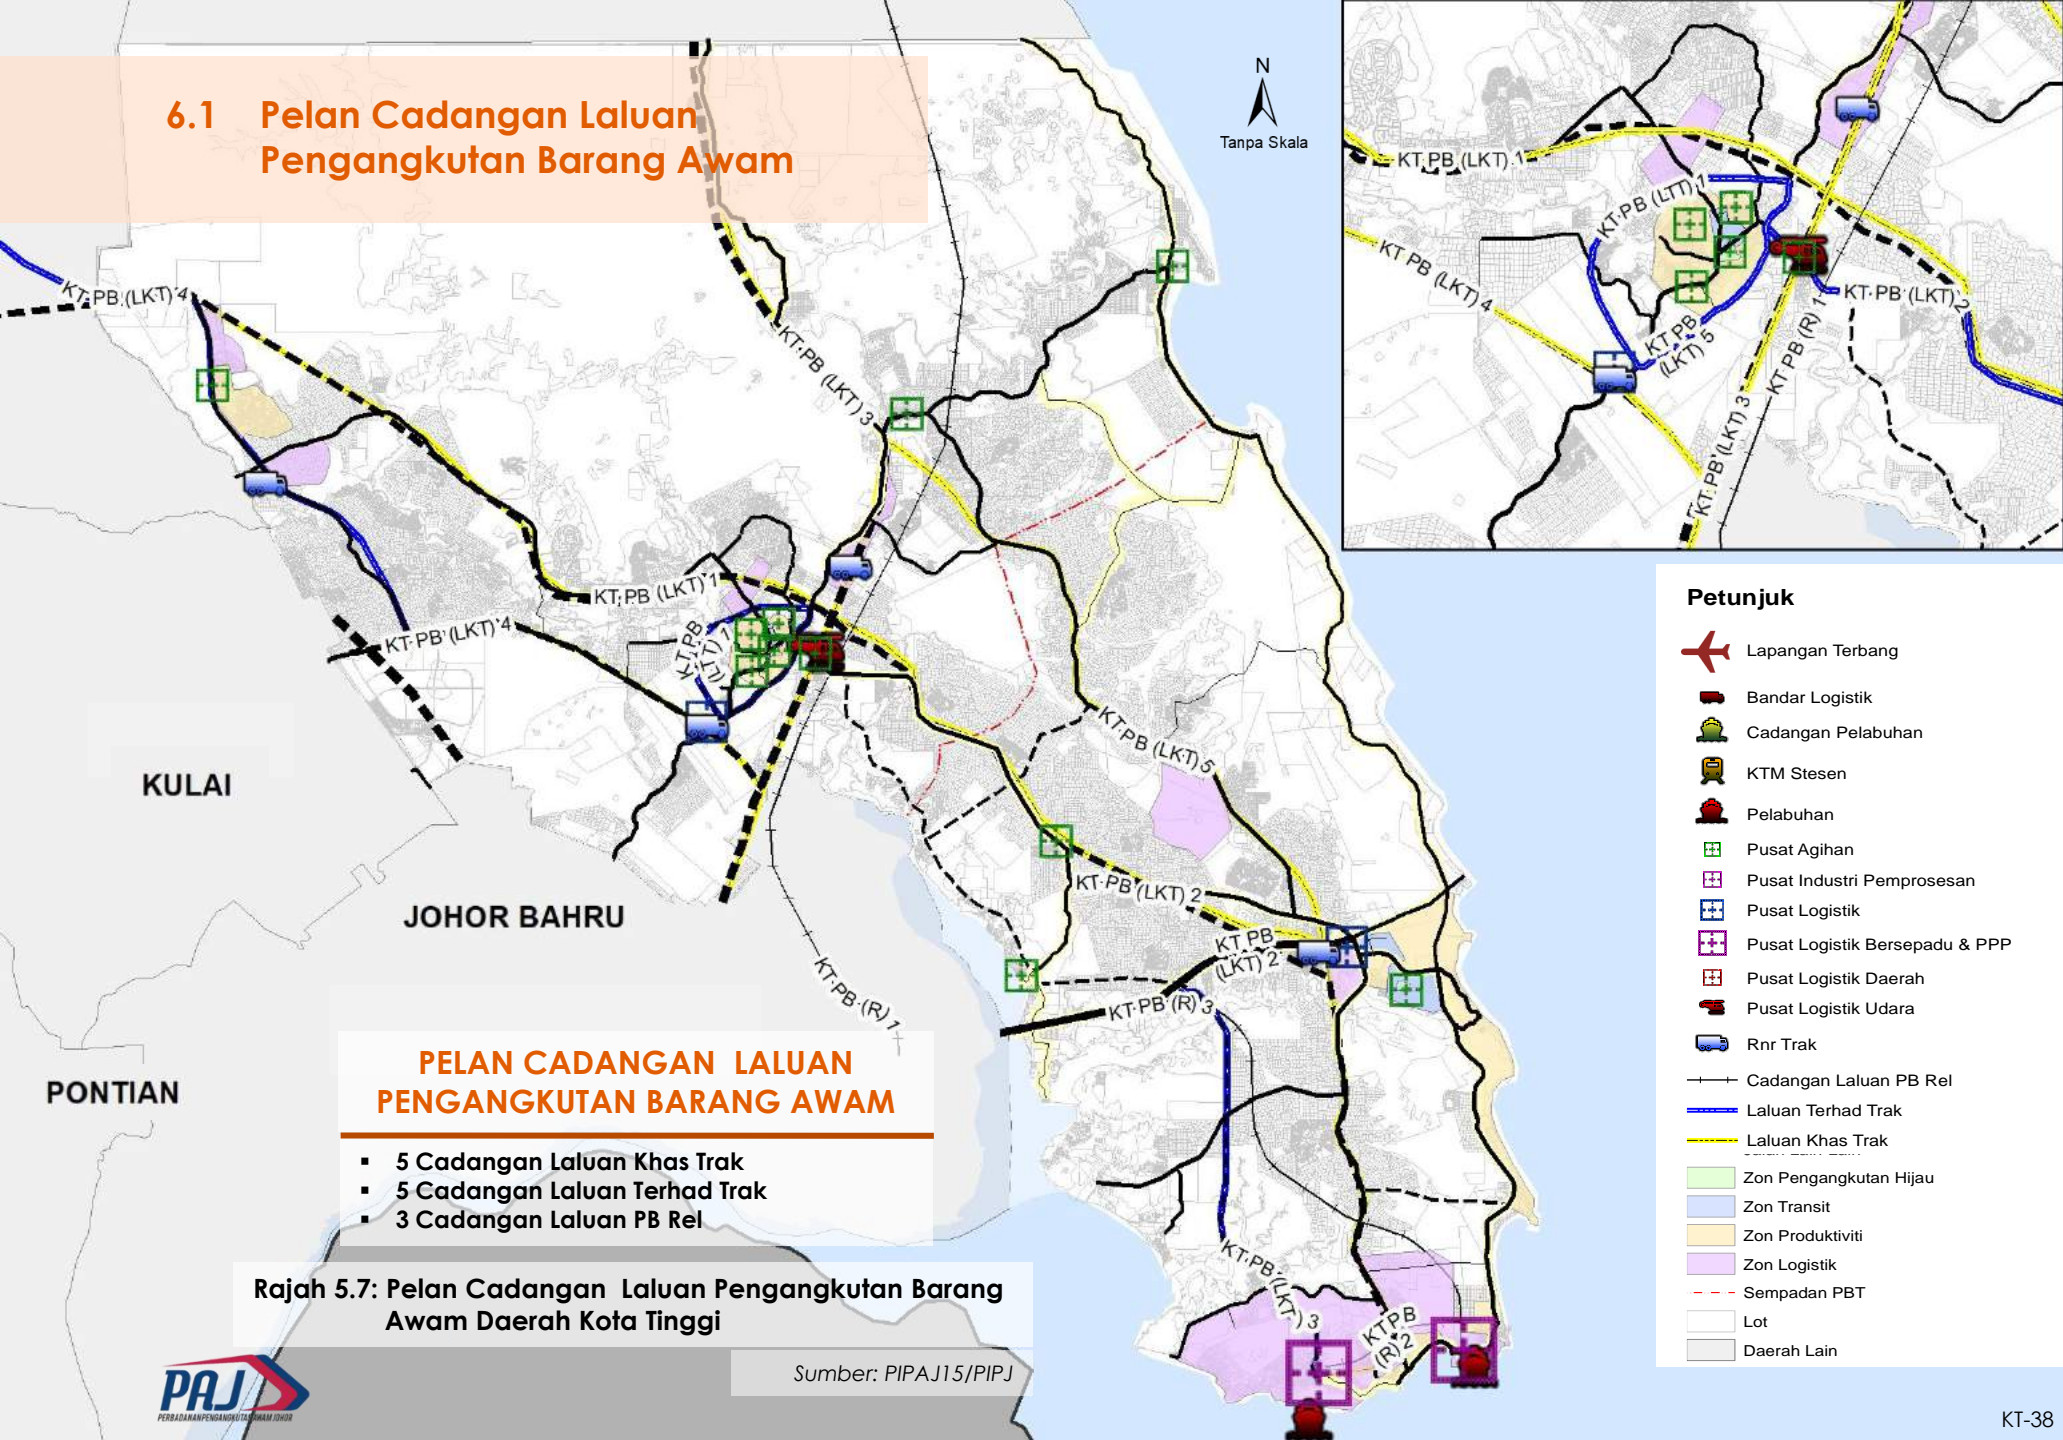 6.1 Pelan Cadangan Laluan
Pengangkutan Barang Awam
N
Tanpa Skala
KT-PB (LKT) 1
KT-PB (LTT) 1
KT PB (LKT) 4
KT PB
(LKT) 5
KT-PB (LKT) 2
KT PB (R) 1
KT-PB (LKT) 3
KT-PB (LKT) 4
KT-PB (LKT) 3
KT-PB (LKT) 1
KT-PB (LKT) 4
KT-PB
(LTT) 1
KT-PB (LKT) 5
KT-PB (LKT) 2
KT PB
(LKT) 2
KT-PB (R) 3
KT-PB (R) 1
KT-PB (LKT) 3
KTPB
(R) 2
KULAI
JOHOR BAHRU
PONTIAN
PELAN CADANGAN LALUAN
PENGANGKUTAN BARANG AWAM
▪ 5 Cadangan Laluan Khas Trak
▪ 5 Cadangan Laluan Terhad Trak
▪ 3 Cadangan Laluan PB Rel
Rajah 5.7: Pelan Cadangan Laluan Pengangkutan Barang
Awam Daerah Kota Tinggi
Sumber: PIPAJ15/PIPJ
PAJ
PERBADANAN PENGANGKUTAN AWAM JOHOR
Petunjuk
Lapangan Terbang
Bandar Logistik
Cadangan Pelabuhan
KTM Stesen
Pelabuhan
Pusat Agihan
Pusat Industri Pemprosesan
Pusat Logistik
Pusat Logistik Bersepadu & PPP
Pusat Logistik Daerah
Pusat Logistik Udara
Rnr Trak
Cadangan Laluan PB Rel
Laluan Terhad Trak
Laluan Khas Trak
Zon Pengangkutan Hijau
Zon Transit
Zon Produktiviti
Zon Logistik
Sempadan PBT
Lot
Daerah Lain
KT-38